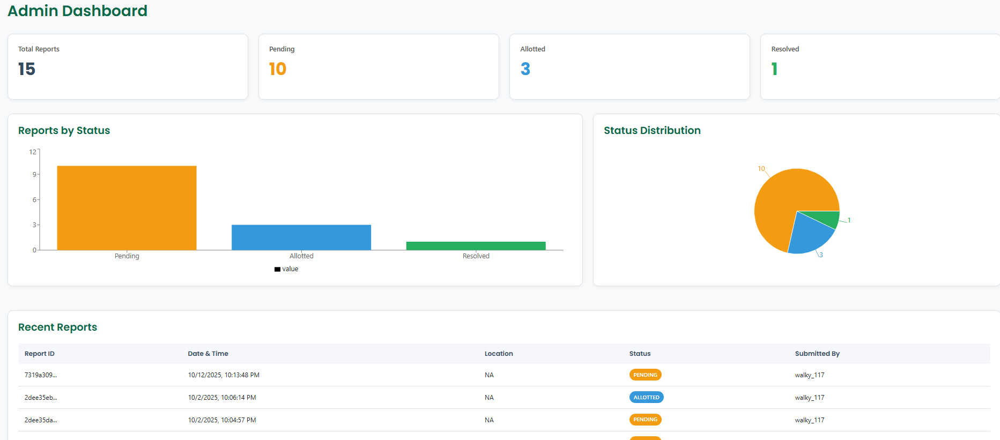 Admin Dashboard
Total Reports
15
Pending
10
Allotted
3
Resolved
1
Reports by Status
12
9
6
3
0
Pending
Allotted
Resolved
value
Status Distribution
10
1
3
Recent Reports
Report ID Date & Time Location Status Submitted By
7319a309... 10/12/2025, 10:13:48 PM NA PENDING walky_117
2dee35eb... 10/2/2025, 10:06:14 PM NA ALLOTTED walky_117
2dee35da... 10/2/2025, 10:04:57 PM NA PENDING walky_117